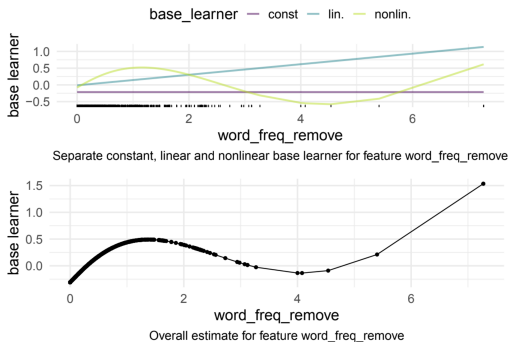 base_learner const lin. nonlin.
base learner
1.0
0.5
0.0
−0.5
0 2 4 6
word_freq_remove
Separate constant, linear and nonlinear base learner for feature word_freq_remove
base learner
1.5
1.0
0.5
0.0
0 2 4 6
word_freq_remove
Overall estimate for feature word_freq_remove